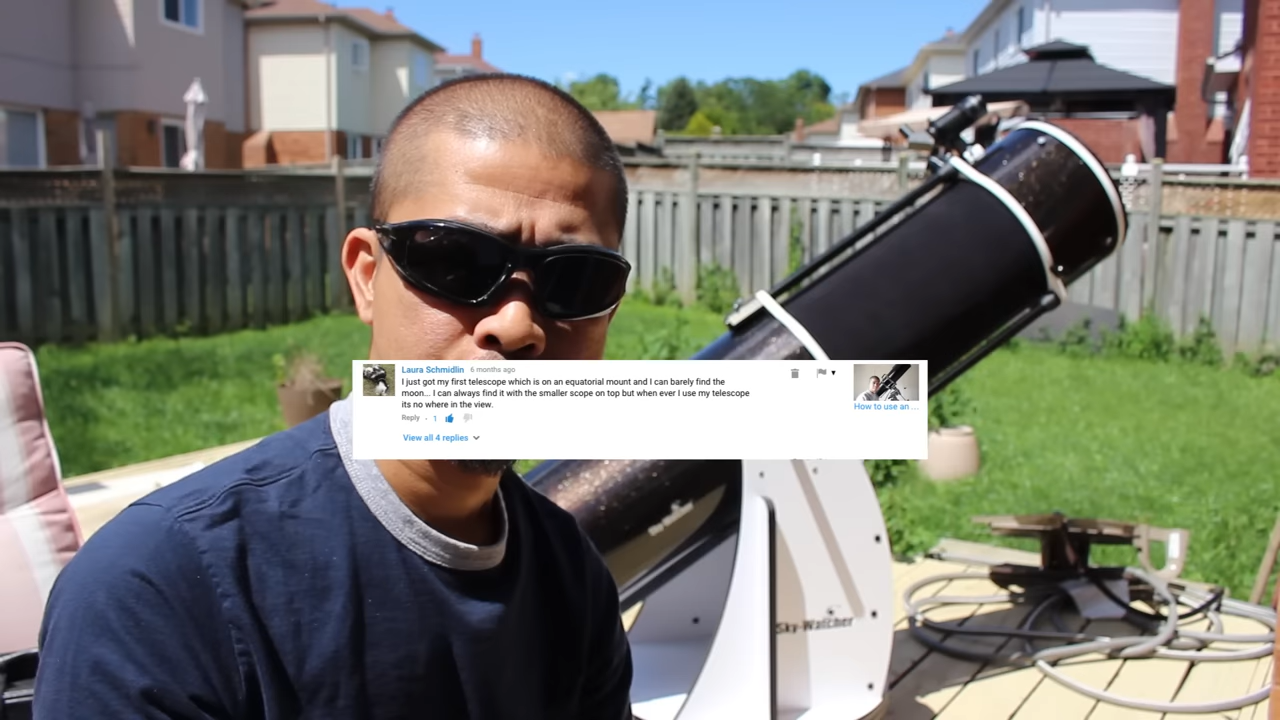 Laura Schmidlin 6 months ago
I just got my first telescope which is on an equatorial mount and I can barely find the
moon... I can always find it with the smaller scope on top but when ever I use my telescope
its no where in the view.
Reply · 1
View all 4 replies
How to use an ...
Sky-Watcher
Sky-Watcher